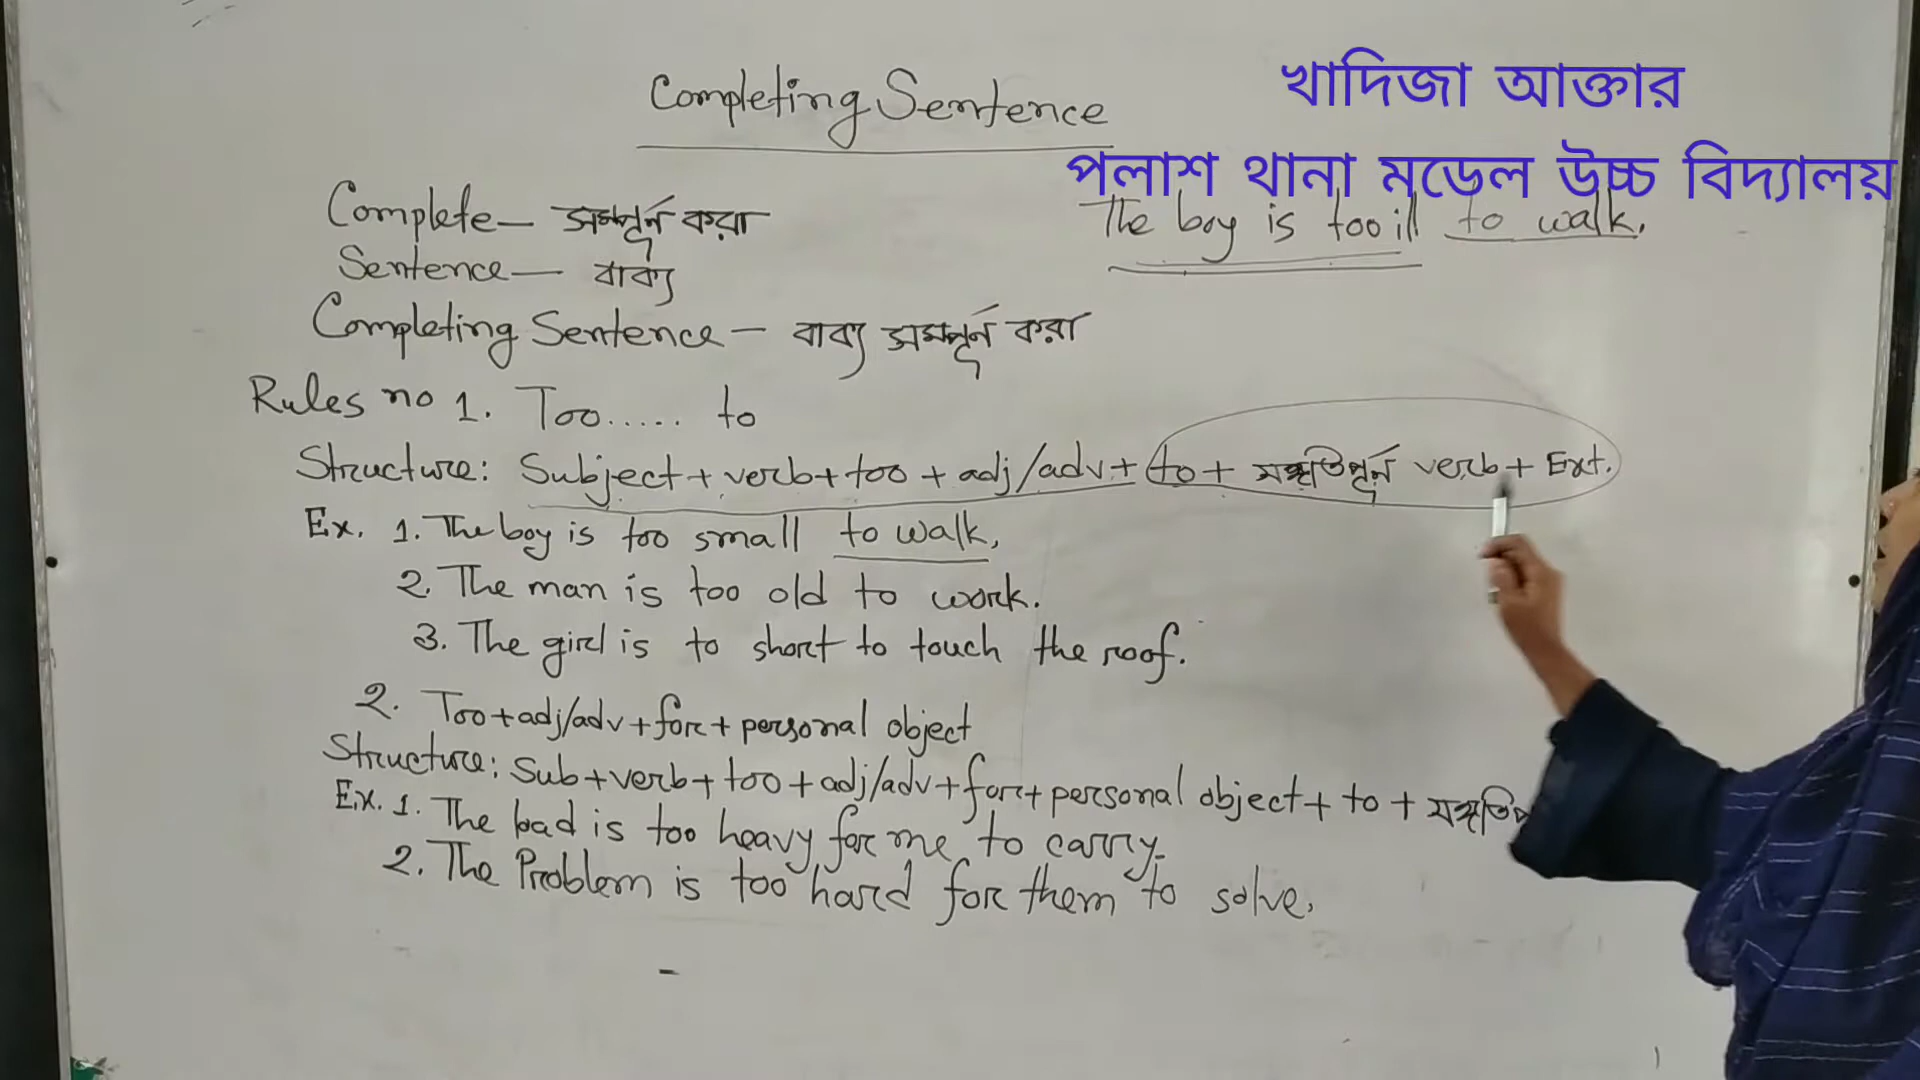 Completing Sentence
খাদিজা আক্তার
পলাশ থানা মডেল উচ্চ বিদ্যালয়
Complete — সম্পূর্ন করা
The boy is too ill to walk.
Sentence — বাক্য
Completing Sentence — বাক্য সম্পূর্ন করা
Rules no 1. Too..... to
Structure: Subject + verb + too + adj/adv + to + সঙ্গতিপূর্ন verb + Ext.
Ex. 1. The boy is too small to walk,
2. The man is too old to work.
3. The girl is to short to touch the roof.
2. Too + adj/adv + for + personal object
Structure: Sub + verb + too + adj/adv + for + personal object + to +
Ex. 1. The bad is too heavy for me to carry.
2. The Problem is too hard for them to solve.